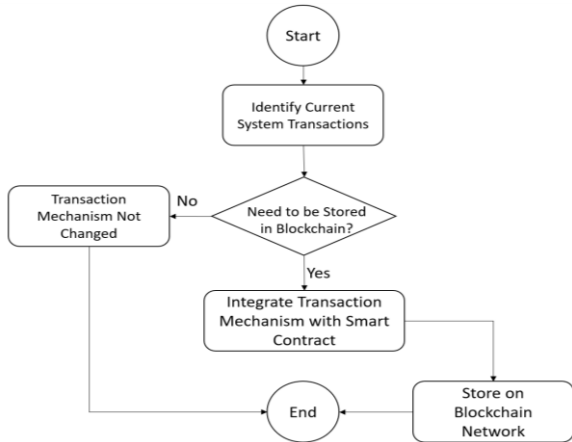 Start
Identify Current
System Transactions
Need to be Stored
in Blockchain?
No
Transaction
Mechanism Not
Changed
Yes
Integrate Transaction
Mechanism with Smart
Contract
Store on
Blockchain
Network
End